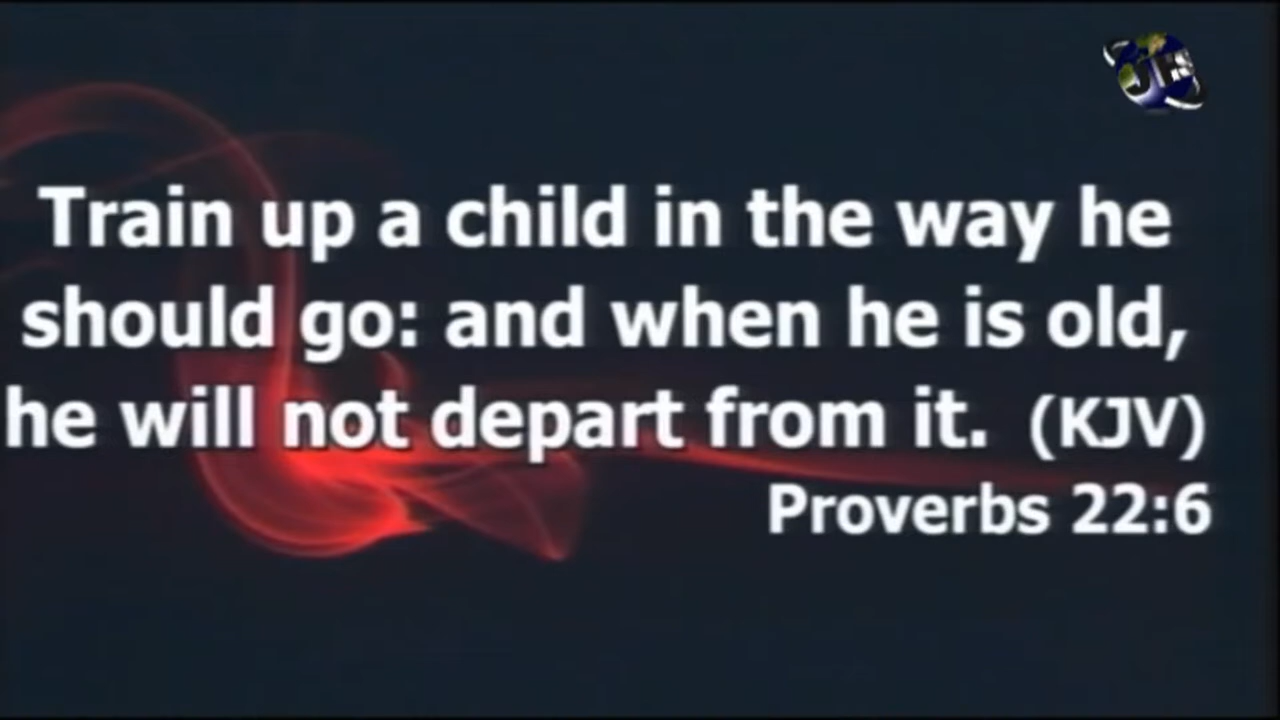 Train up a child in the way he
should go: and when he is old,
he will not depart from it. (KJV)
Proverbs 22:6